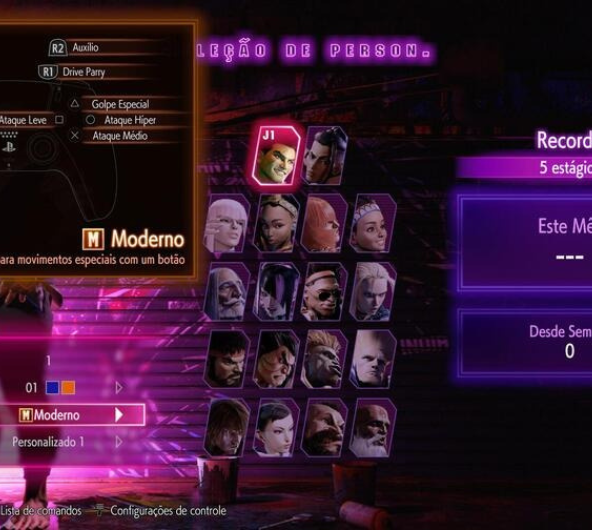 R2 Auxílio
LEÇÃO DE PERSON.
R1 Drive Parry
Golpe Especial
Ataque Leve
Ataque Híper
Ataque Médio
M Moderno
ara movimentos especiais com um botão
J1
Record
5 estágio
Este Mê
---
Desde Sem
0
1
01
M Moderno
Personalizado 1
Lista de comandos
Configurações de controle